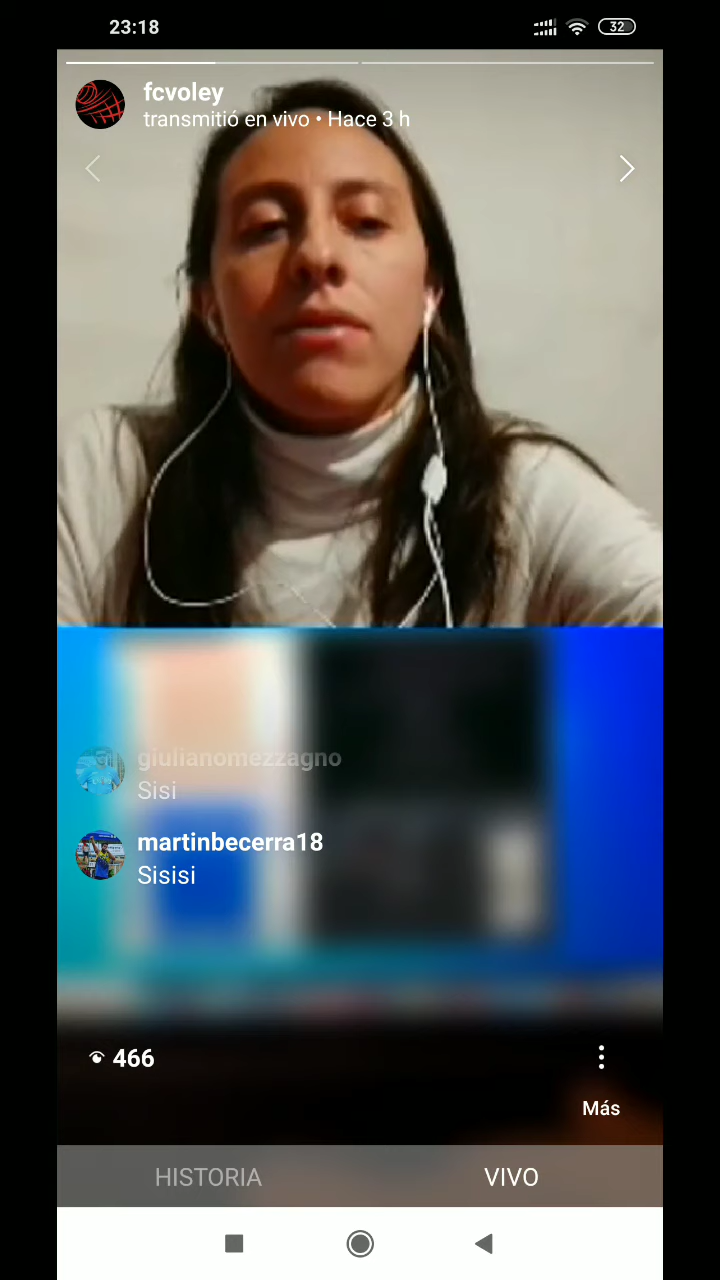 23:18
32
fcvoley
transmitió en vivo • Hace 3 h
giulianomezzagno
Sisi
martinbecerra18
Sisisi
466
Más
HISTORIA
VIVO